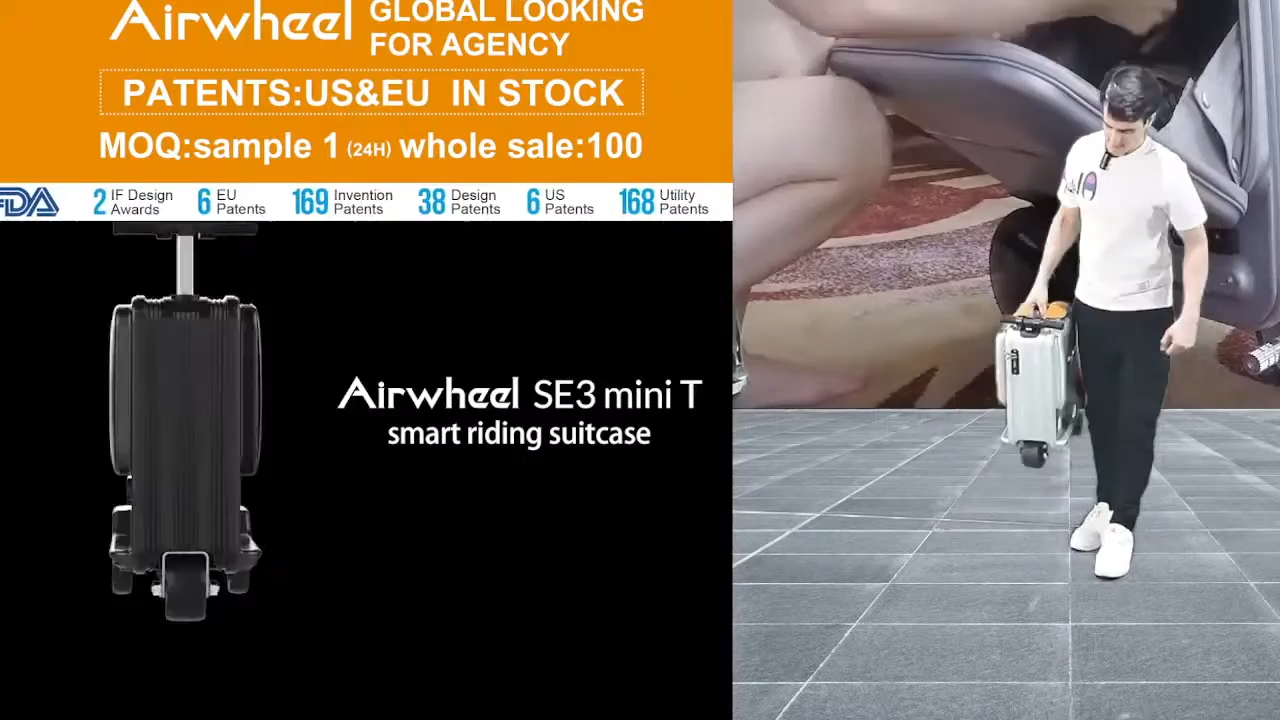 Airwheel
GLOBAL LOOKING
FOR AGENCY
PATENTS:US&EU IN STOCK
MOQ:sample 1 (24H) whole sale:100
FDA
2 IF Design Awards
6 EU Patents
169 Invention Patents
38 Design Patents
6 US Patents
168 Utility Patents
Airwheel SE3 mini T
smart riding suitcase